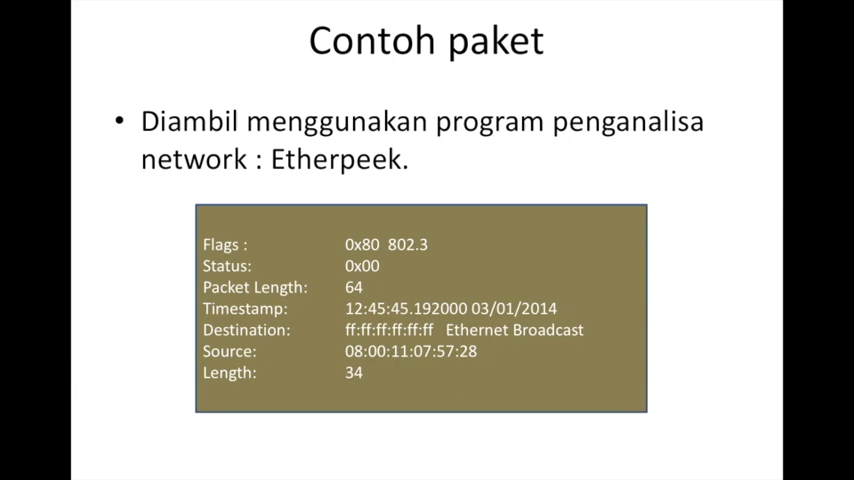 Contoh paket
• Diambil menggunakan program penganalisa
network : Etherpeek.
Flags : 0x80 802.3
Status: 0x00
Packet Length: 64
Timestamp: 12:45:45.192000 03/01/2014
Destination: ff:ff:ff:ff:ff:ff Ethernet Broadcast
Source: 08:00:11:07:57:28
Length: 34